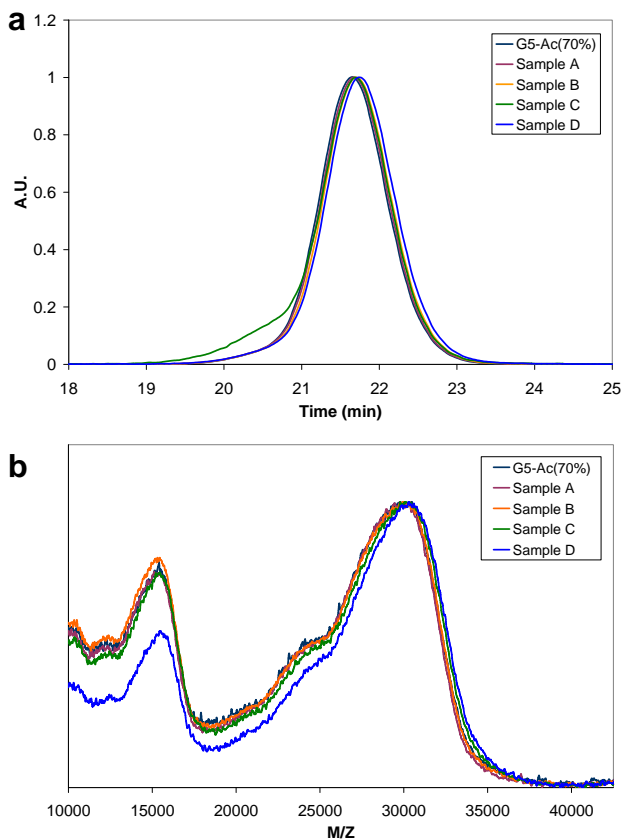 a
1.2
1
0.8
0.6
0.4
0.2
0
A.U.
G5-Ac(70%)
Sample A
Sample B
Sample C
Sample D
18 19 20 21 22 23 24 25
Time (min)
b
G5-Ac(70%)
Sample A
Sample B
Sample C
Sample D
10000 15000 20000 25000 30000 35000 40000
M/Z